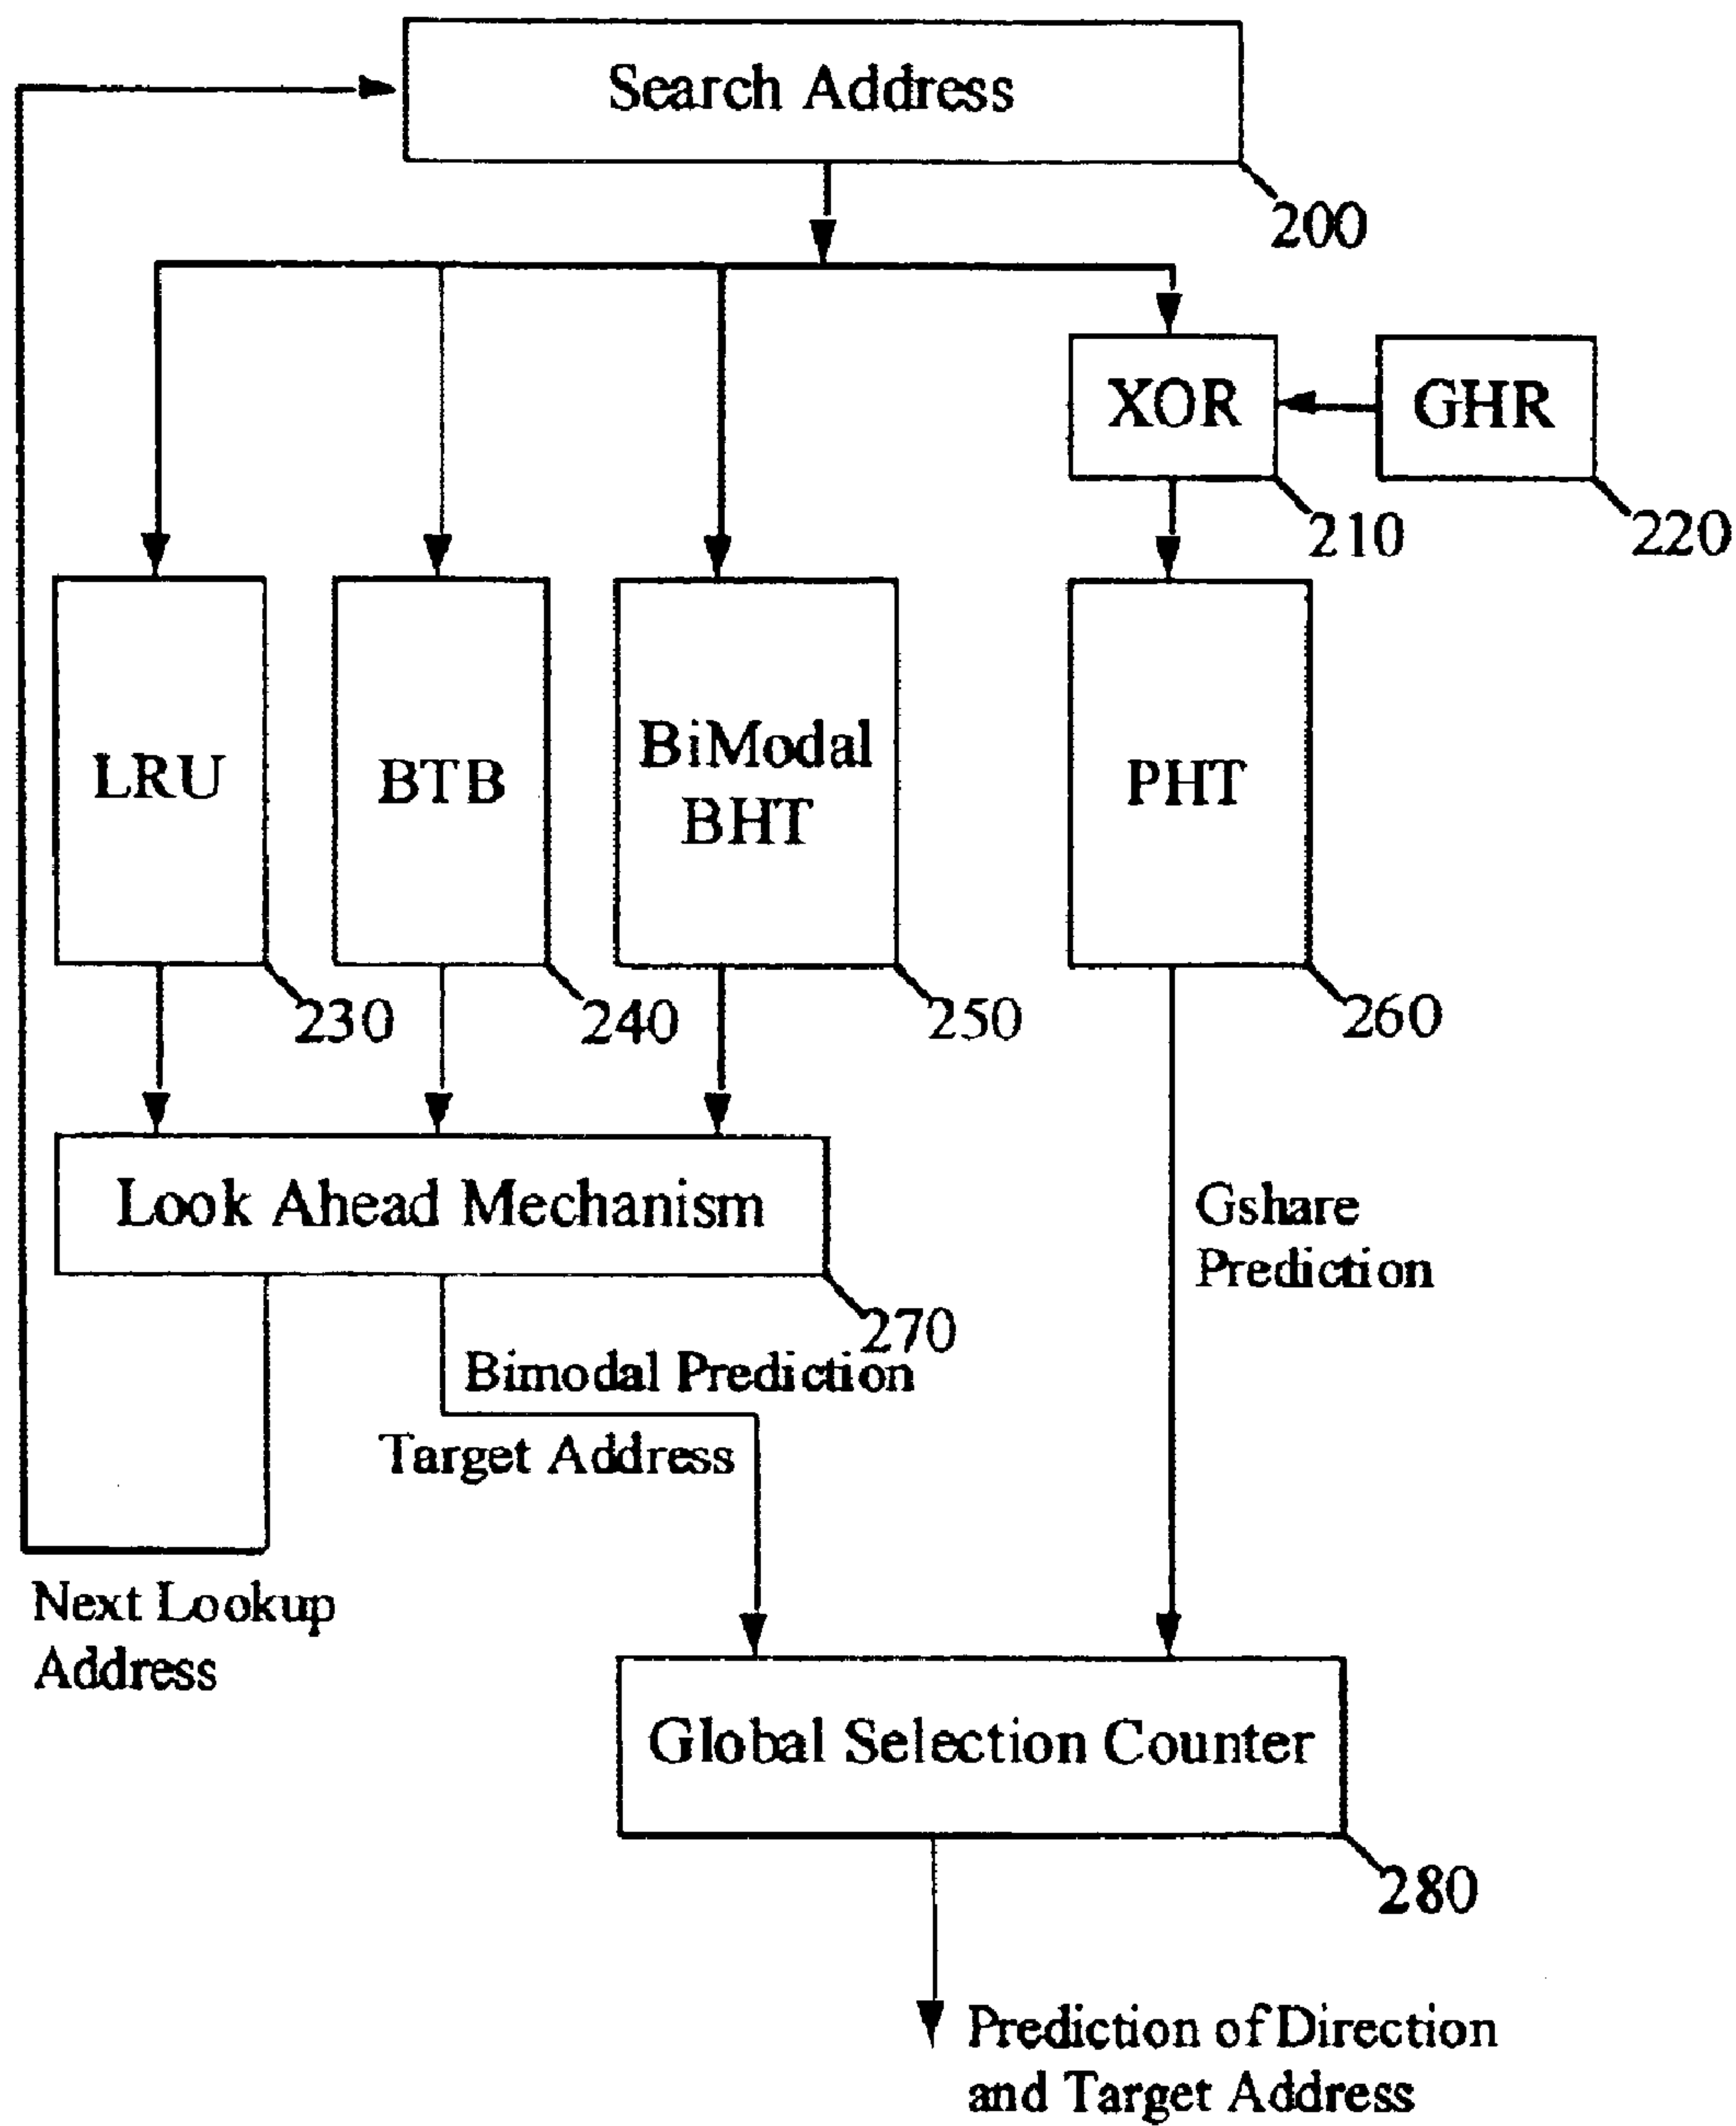 Search Address
200
XOR
GHR
210
220
LRU
BTB
BiModal
BHT
PHT
230
240
250
260
Look Ahead Mechanism
Gshare
Prediction
270
Bimodal Prediction
Target Address
Next Lookup
Address
Global Selection Counter
280
Prediction of Direction
and Target Address